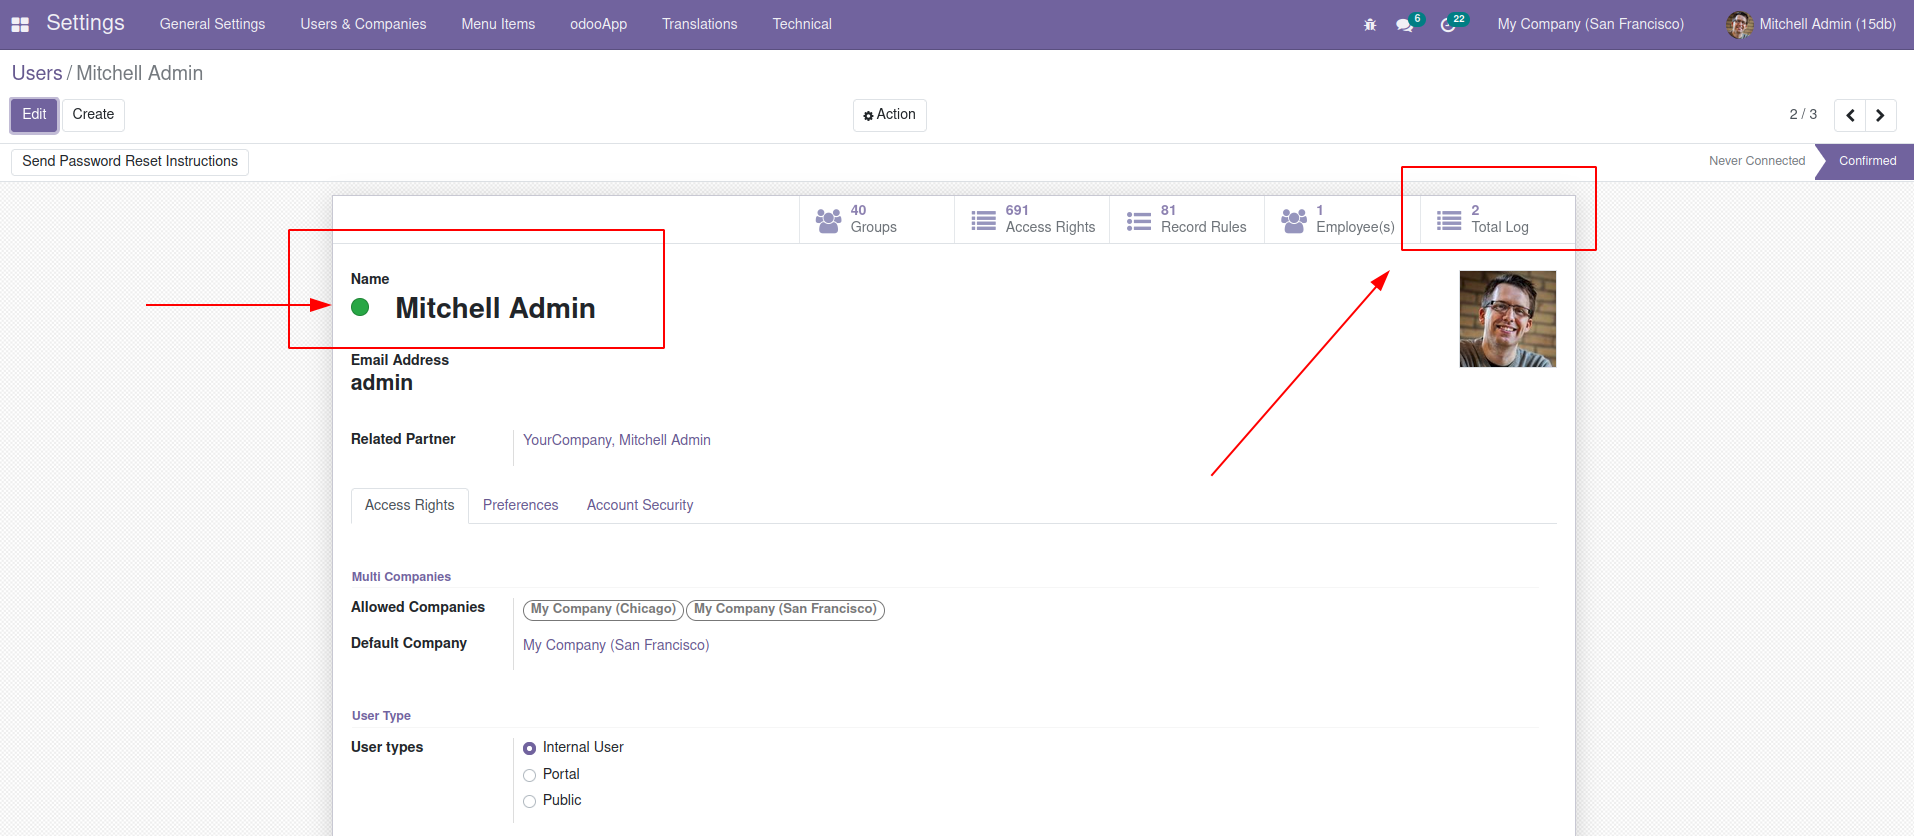 Settings General Settings Users & Companies Menu Items odooApp Translations Technical 6 22 My Company (San Francisco) Mitchell Admin (15db)
Users / Mitchell Admin
Edit Create Action 2 / 3
Send Password Reset Instructions Never Connected Confirmed
40 691 81 1 2
Groups Access Rights Record Rules Employee(s) Total Log
Name
Mitchell Admin
Email Address
admin
Related Partner YourCompany, Mitchell Admin
Access Rights Preferences Account Security
Multi Companies
Allowed Companies My Company (Chicago) My Company (San Francisco)
Default Company My Company (San Francisco)
User Type
User types Internal User
Portal
Public